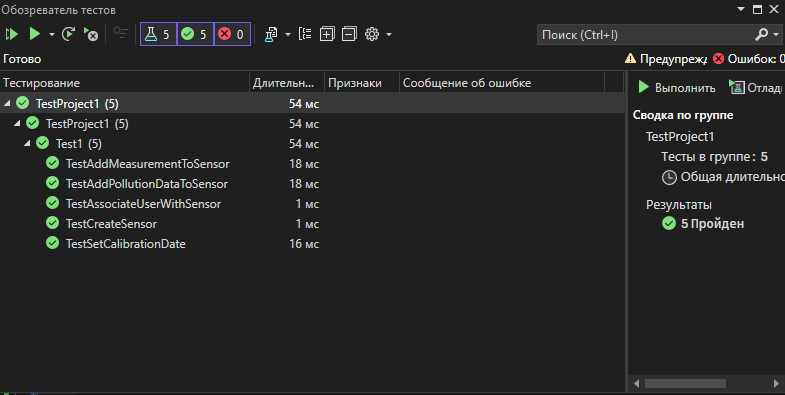 Обозреватель тестов
5 5 0
Поиск (Ctrl+I)
Готово
Предупрежд Ошибок: 0
Тестирование Длительн... Признаки Сообщение об ошибке
TestProject1 (5) 54 мс
TestProject1 (5) 54 мс
Test1 (5) 54 мс
TestAddMeasurementToSensor 18 мс
TestAddPollutionDataToSensor 18 мс
TestAssociateUserWithSensor 1 мс
TestCreateSensor 1 мс
TestSetCalibrationDate 16 мс
Выполнить Отлад
Сводка по группе
TestProject1
Тесты в группе: 5
Общая длительно
Результаты
5 Пройден